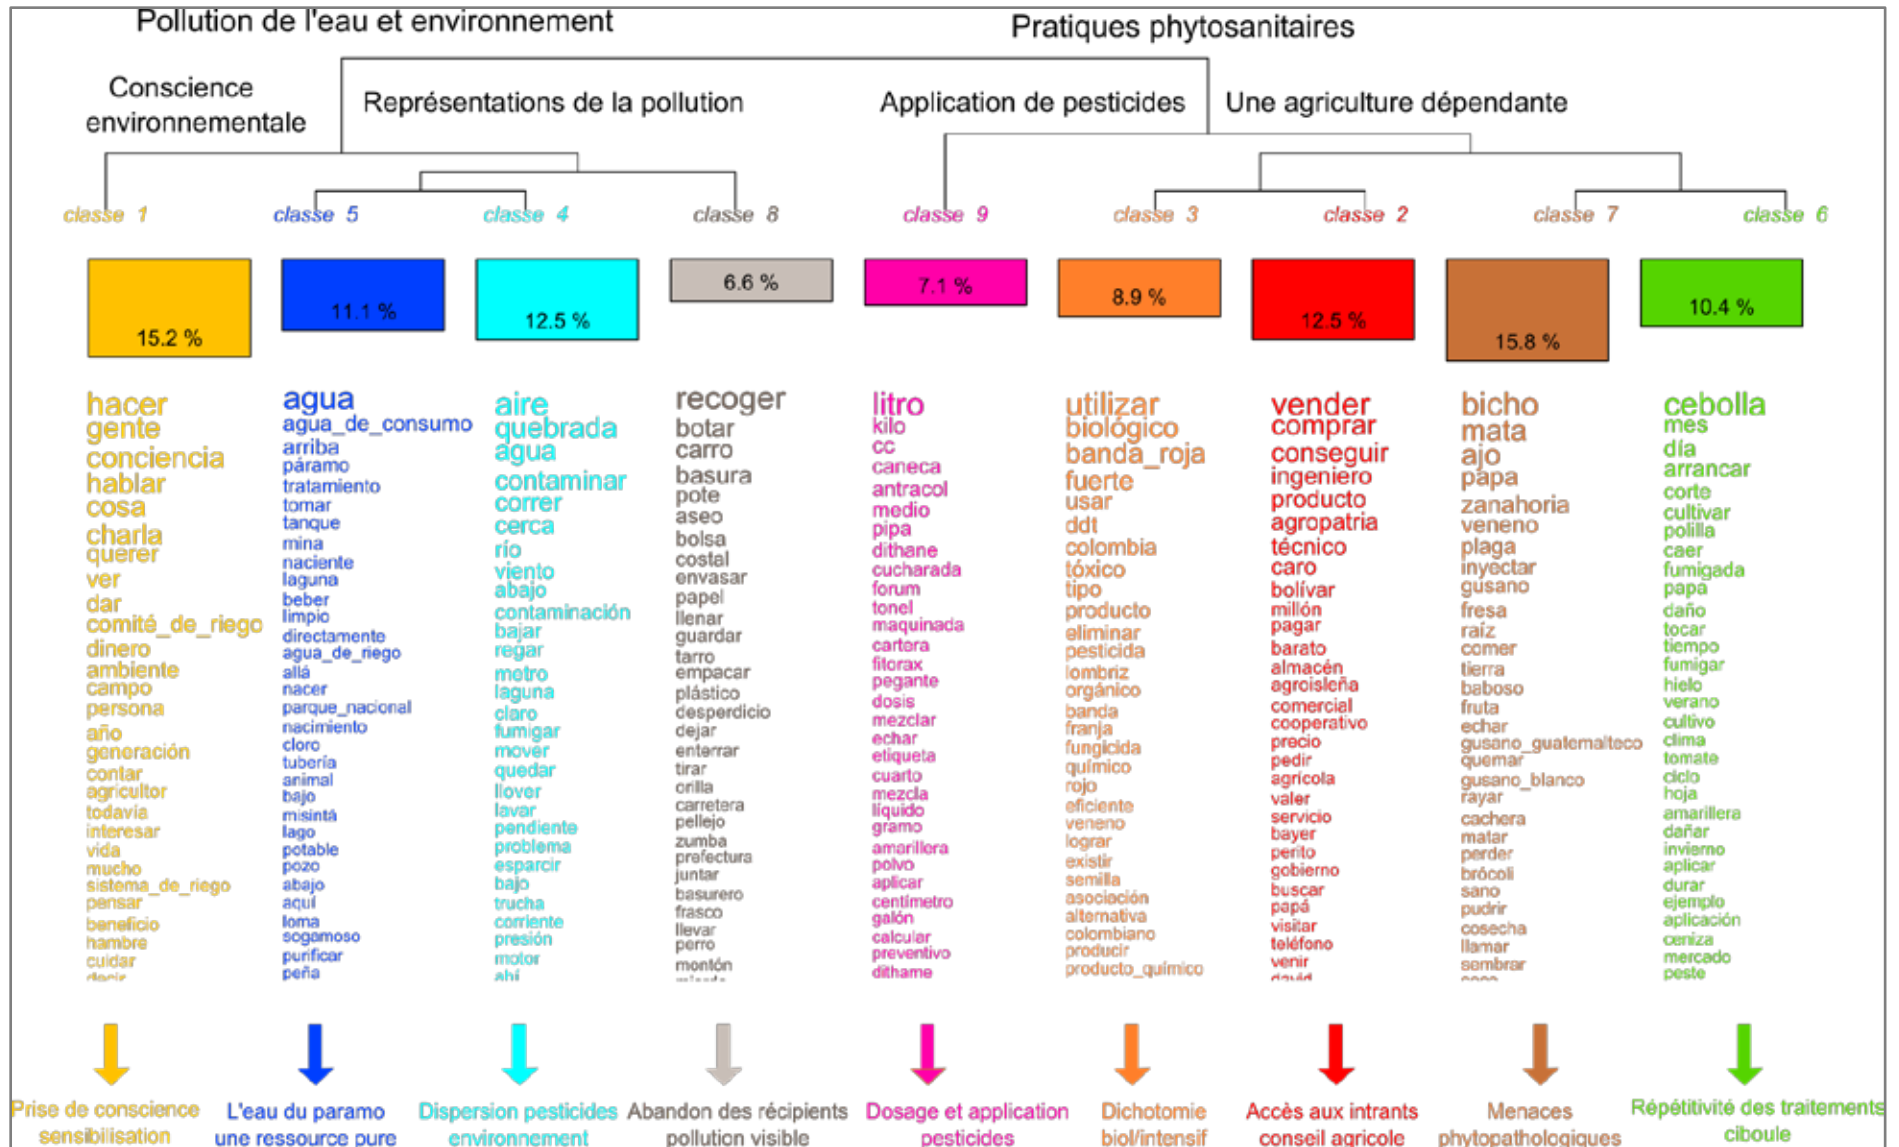 Pollution de l'eau et environnement
Pratiques phytosanitaires
Conscience
environnementale
Représentations de la pollution
Application de pesticides
Une agriculture dépendante
classe 1
classe 5
classe 4
classe 8
classe 9
classe 3
classe 2
classe 7
classe 6
15.2 %
11.1 %
12.5 %
6.6 %
7.1 %
8.9 %
12.5 %
15.8 %
10.4 %
hacer
gente
conciencia
hablar
cosa
charla
querer
ver
dar
comité_de_riego
dinero
ambiente
campo
persona
año
generación
contar
agricultor
todavía
interesar
vida
mucho
sistema_de_riego
pensar
beneficio
hambre
cuidar
decir
agua
agua_de_consumo
arriba
páramo
tratamiento
tomar
tanque
mina
naciente
laguna
beber
limpio
directamente
agua_de_riego
allá
nacer
parque_nacional
nacimiento
cloro
tubería
animal
bajo
misintá
lago
potable
pozo
abajo
aquí
loma
sogamoso
purificar
peña
aire
quebrada
agua
contaminar
correr
cerca
río
viento
abajo
contaminación
bajar
regar
metro
laguna
claro
fumigar
mover
quedar
llover
lavar
pendiente
problema
esparcir
bajo
trucha
corriente
presión
motor
ahí
recoger
botar
carro
basura
pote
aseo
bolsa
costal
envasar
papel
llenar
guardar
tarro
empacar
plástico
desperdicio
dejar
enterrar
tirar
orilla
carretera
pellejo
zumba
prefectura
juntar
basurero
frasco
llevar
perro
montón
litro
kilo
cc
caneca
antracol
medio
pipa
dithane
cucharada
forum
tonel
maquinada
cartera
fitorax
pegante
dosis
mezclar
echar
etiqueta
cuarto
mezcla
líquido
gramo
amarillera
polvo
aplicar
centímetro
galón
calcular
preventivo
dithame
utilizar
biológico
banda_roja
fuerte
usar
ddt
colombia
tóxico
tipo
producto
eliminar
pesticida
lombriz
orgánico
banda
franja
fungicida
químico
rojo
eficiente
veneno
lograr
existir
semilla
asociación
alternativa
colombiano
producir
producto_químico
vender
comprar
conseguir
ingeniero
producto
agropatria
técnico
caro
bolívar
millón
pagar
barato
almacén
agroisleña
comercial
cooperativo
precio
pedir
agrícola
valer
servicio
bayer
perito
gobierno
buscar
papá
visitar
teléfono
venir
david
bicho
mata
ajo
papa
zanahoria
veneno
plaga
inyectar
gusano
fresa
raíz
comer
tierra
baboso
fruta
echar
gusano_guatemalteco
quemar
gusano_blanco
rayar
cachera
matar
perder
brócoli
sano
pudrir
cosecha
llamar
sembrar
cebolla
mes
día
arrancar
corte
cultivar
polilla
caer
fumigada
papa
daño
tocar
tiempo
fumigar
hielo
verano
cultivo
clima
tomate
ciclo
hoja
amarillera
dañar
invierno
aplicar
durar
ejemplo
aplicación
ceniza
mercado
peste
Prise de conscience
sensibilisation
L'eau du paramo
une ressource pure
Dispersion pesticides
environnement
Abandon des récipients
pollution visible
Dosage et application
pesticides
Dichotomie
biol/intensif
Accès aux intrants
conseil agricole
Menaces
phytopathologiques
Répétitivité des traitements
ciboule